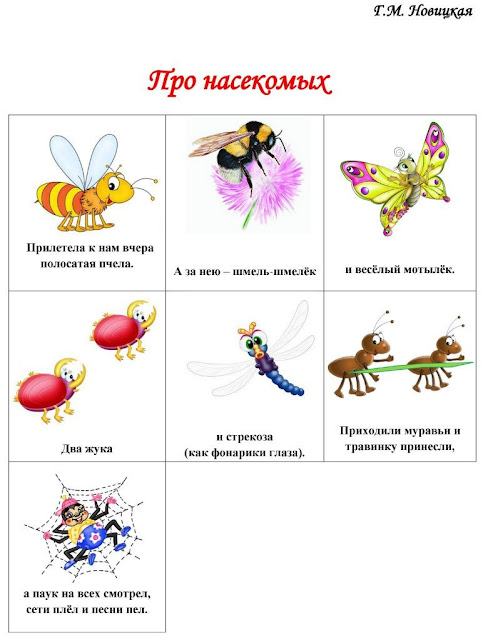 Г.М. Новицкая
Про насекомых
Прилетела к нам вчера
полосатая пчела.
А за нею – шмель-шмелёк
и весёлый мотылёк.
Два жука
и стрекоза
(как фонарики глаза).
Приходили муравьи и
травинку принесли,
а паук на всех смотрел,
сети плёл и песни пел.